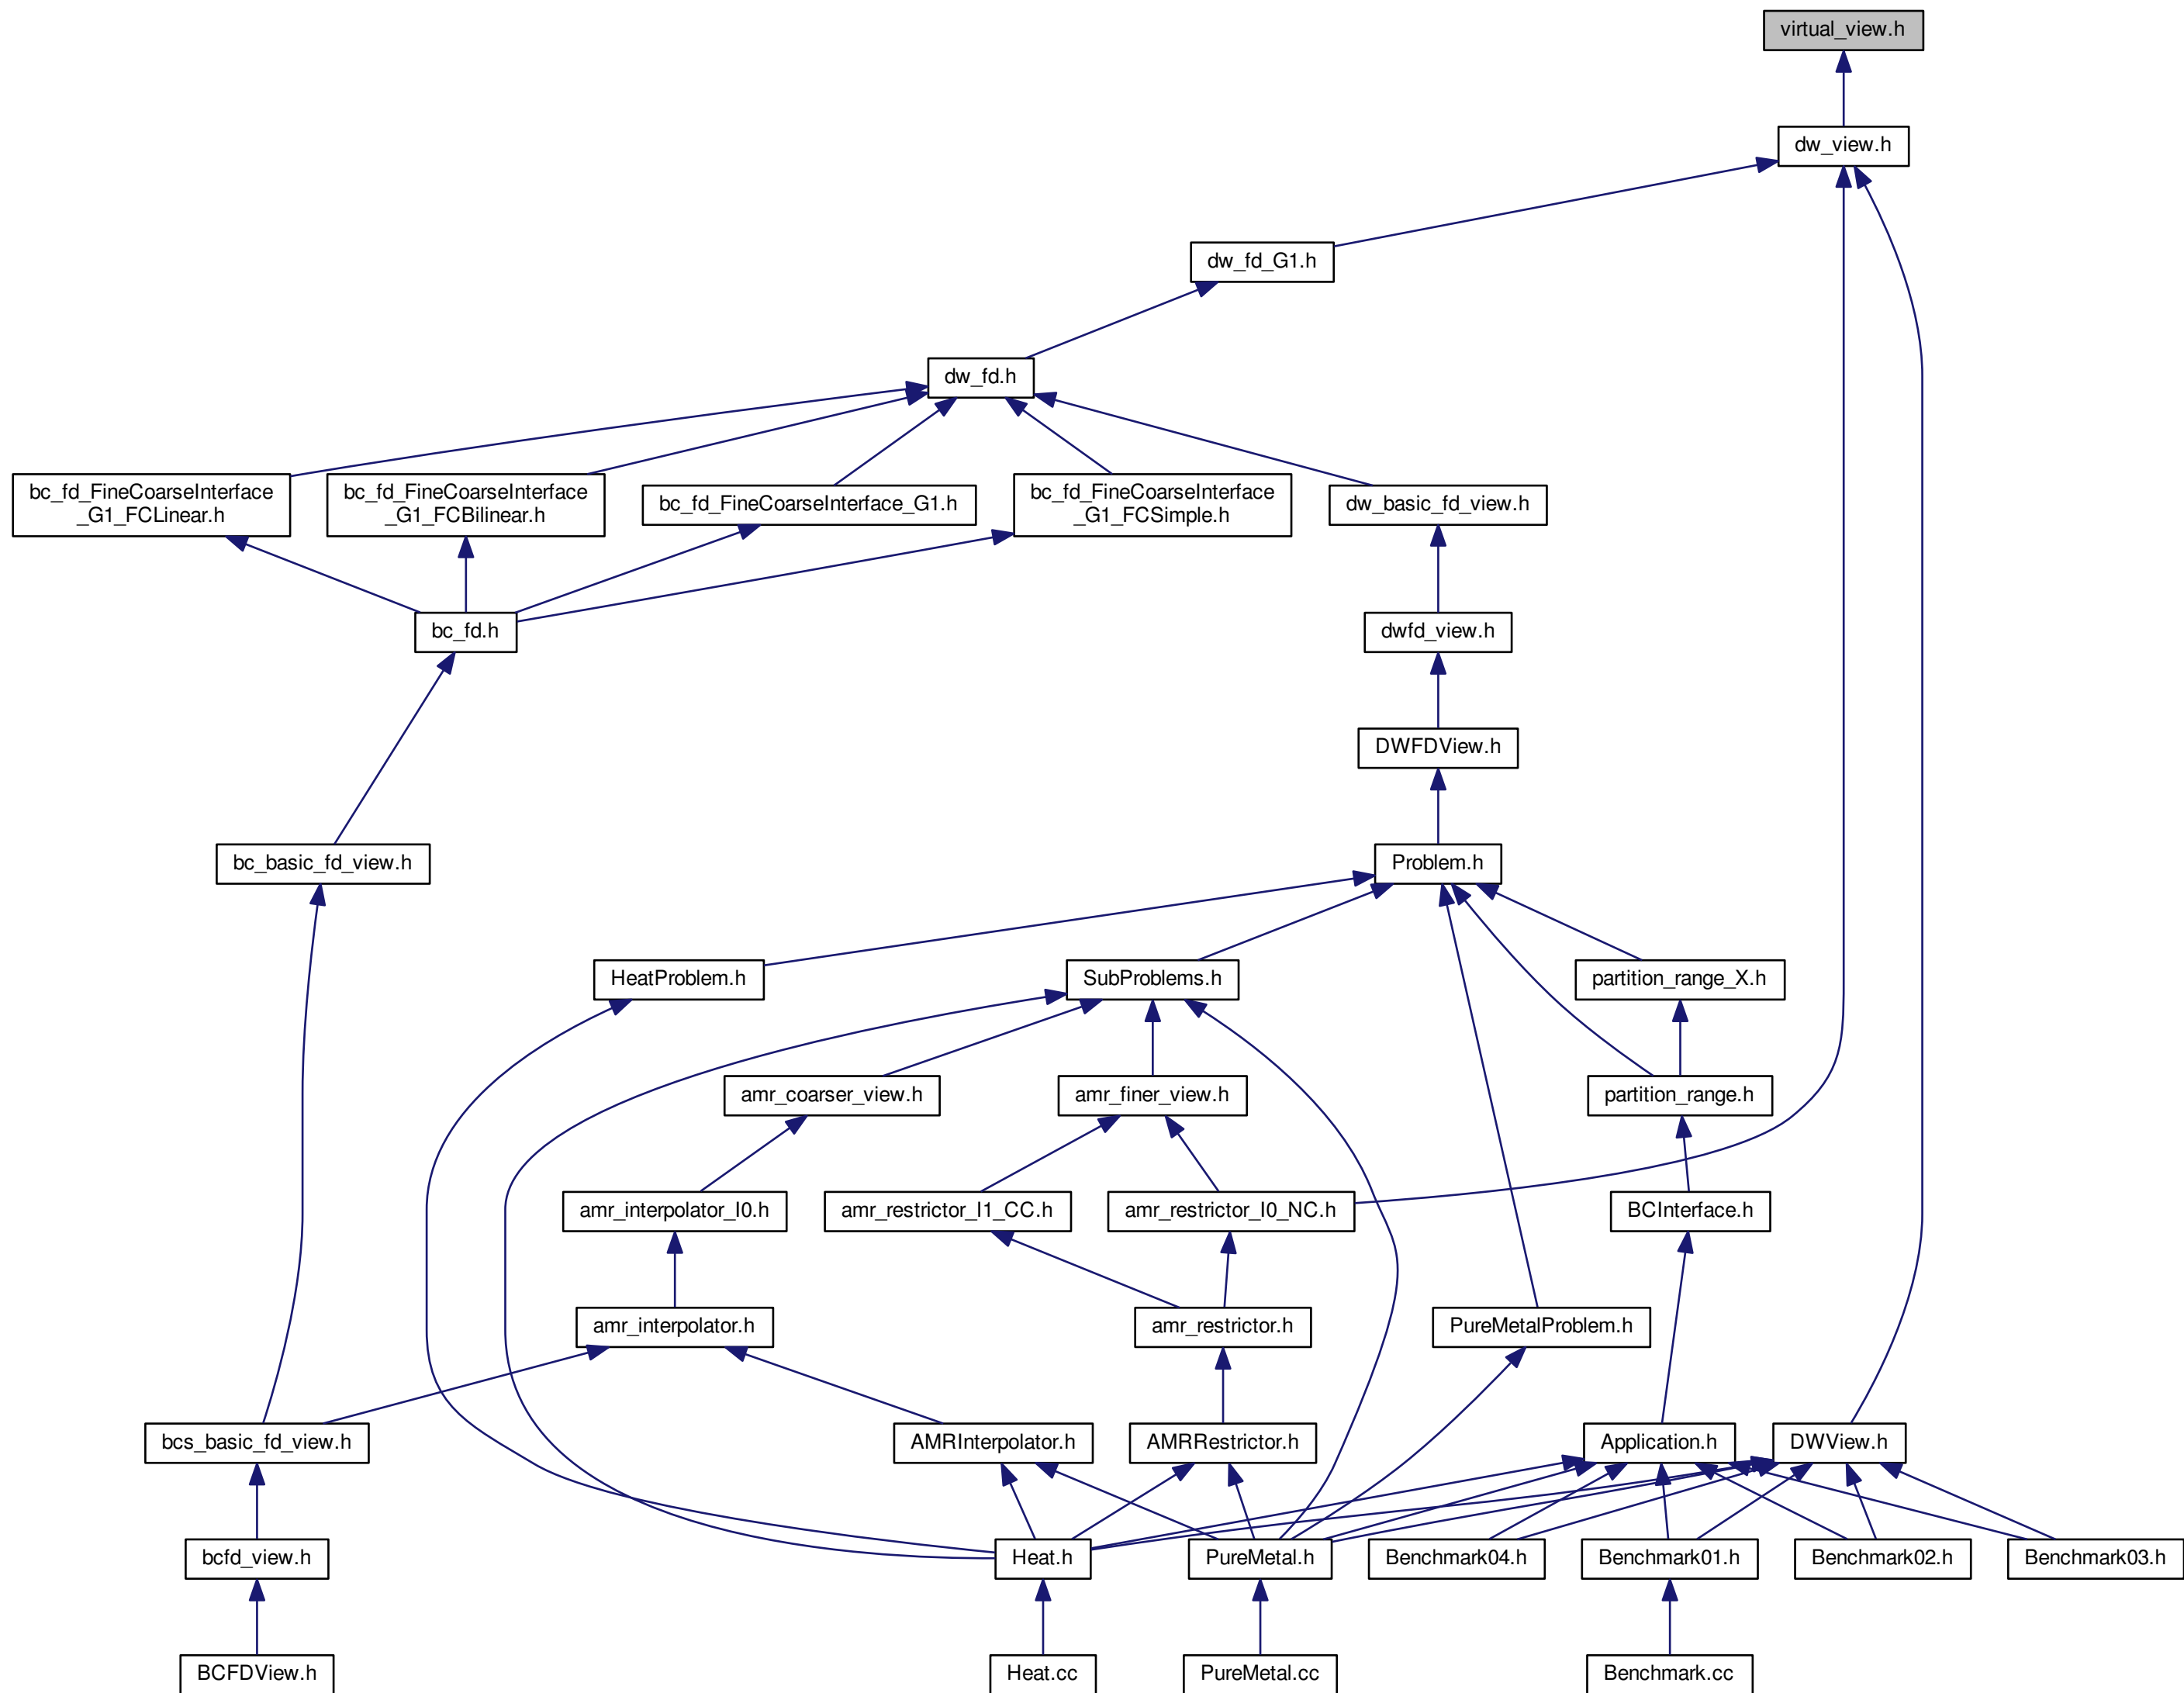 virtual_view.h
dw_view.h
dw_fd_G1.h
dw_fd.h
bc_fd_FineCoarseInterface
_G1_FCLinear.h
bc_fd_FineCoarseInterface
_G1_FCBilinear.h
bc_fd_FineCoarseInterface_G1.h
bc_fd_FineCoarseInterface
_G1_FCSimple.h
dw_basic_fd_view.h
bc_fd.h
dwfd_view.h
DWFDView.h
bc_basic_fd_view.h
Problem.h
HeatProblem.h
SubProblems.h
partition_range_X.h
amr_coarser_view.h
amr_finer_view.h
partition_range.h
amr_interpolator_I0.h
amr_restrictor_I1_CC.h
amr_restrictor_I0_NC.h
BCInterface.h
amr_interpolator.h
amr_restrictor.h
PureMetalProblem.h
bcs_basic_fd_view.h
AMRInterpolator.h
AMRRestrictor.h
Application.h
DWView.h
bcfd_view.h
Heat.h
PureMetal.h
Benchmark04.h
Benchmark01.h
Benchmark02.h
Benchmark03.h
BCFDView.h
Heat.cc
PureMetal.cc
Benchmark.cc